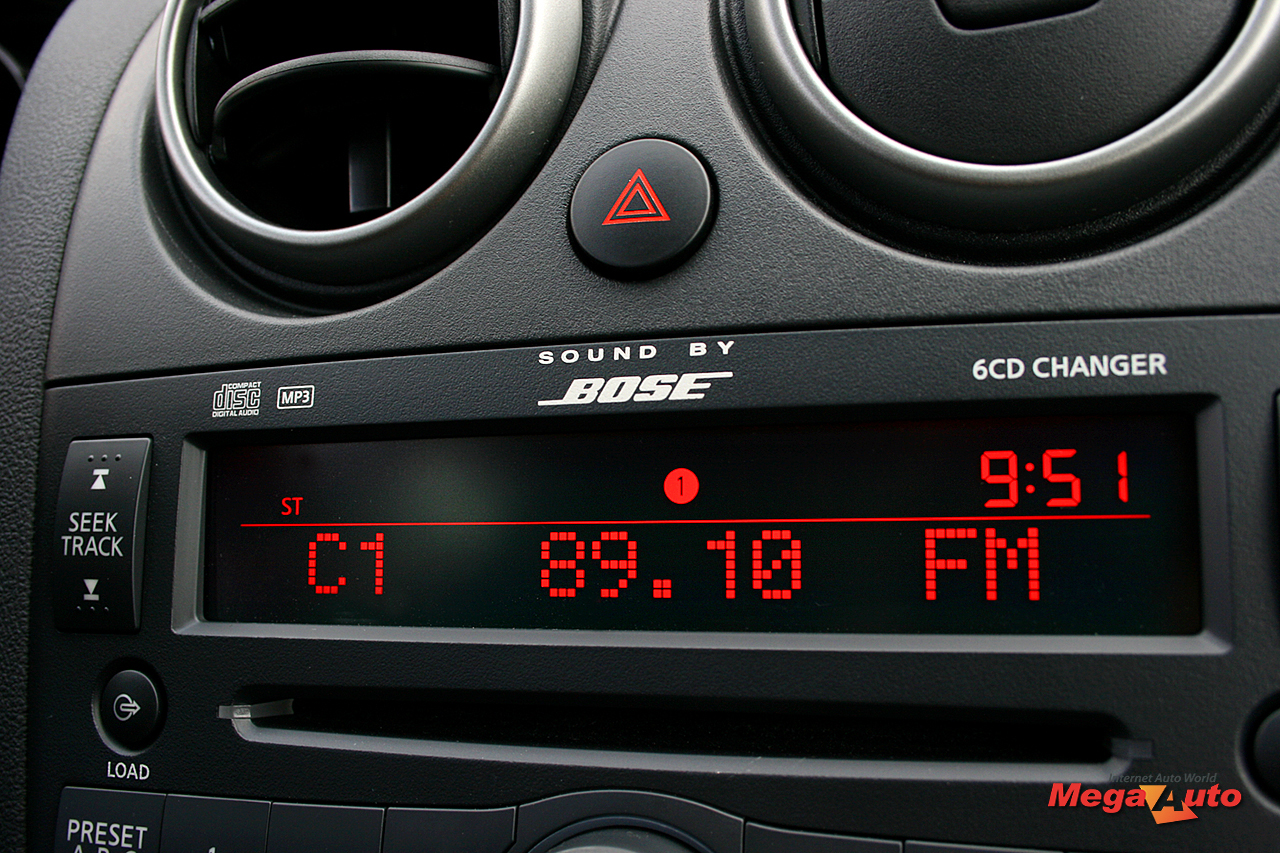 SOUND BY
BOSE
6CD CHANGER
COMPACT
disc
DIGITAL AUDIO
MP3
SEEK
TRACK
ST
1
9:51
C1
89.10
FM
LOAD
PRESET
Internet Auto World
MegaAuto